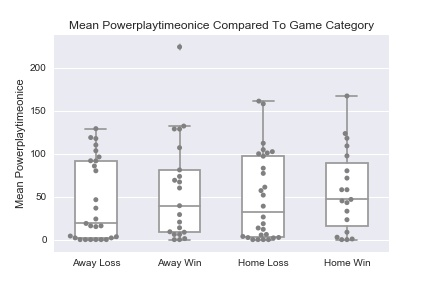 Mean Powerplaytimeonice Compared To Game Category
Mean Powerplaytimeonice
200
150
100
50
0
Away Loss
Away Win
Home Loss
Home Win